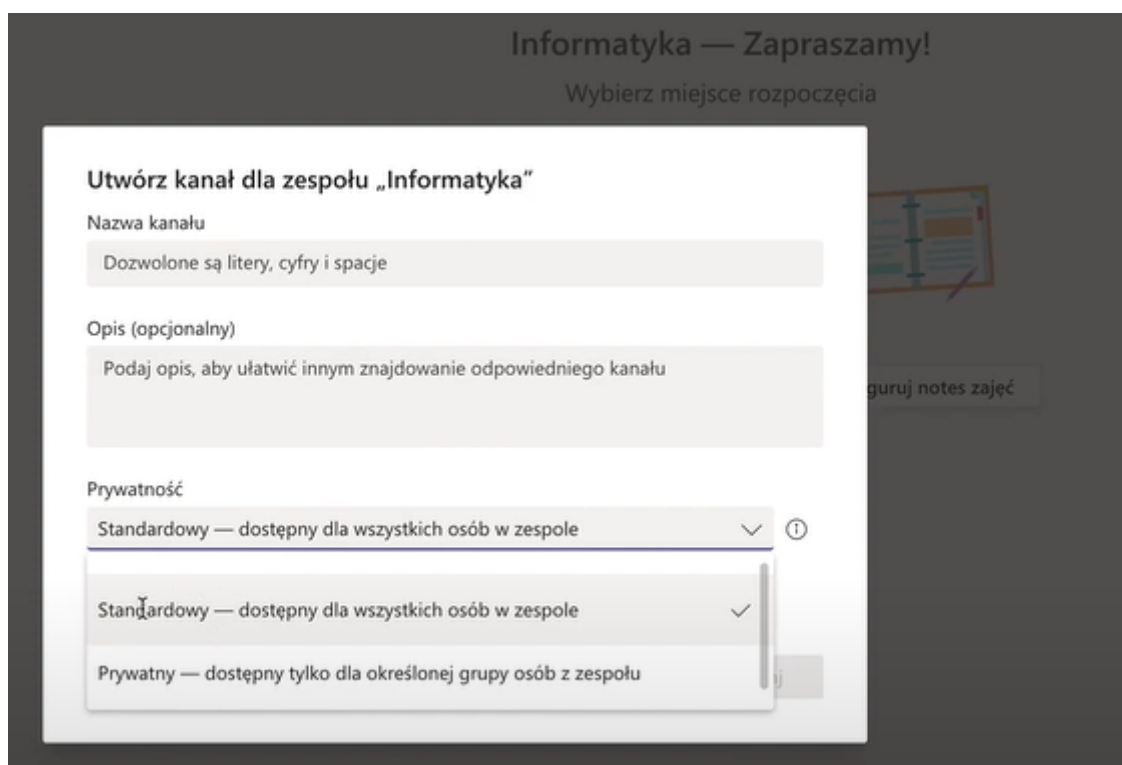 Informatyka — Zapraszamy!
Wybierz miejsce rozpoczęcia
Utwórz kanał dla zespołu „Informatyka”
Nazwa kanału
Dozwolone są litery, cyfry i spacje
Opis (opcjonalny)
Podaj opis, aby ułatwić innym znajdowanie odpowiedniego kanału
guruj notes zajęć
Prywatność
Standardowy — dostępny dla wszystkich osób w zespole
Standardowy — dostępny dla wszystkich osób w zespole
Prywatny — dostępny tylko dla określonej grupy osób z zespołu